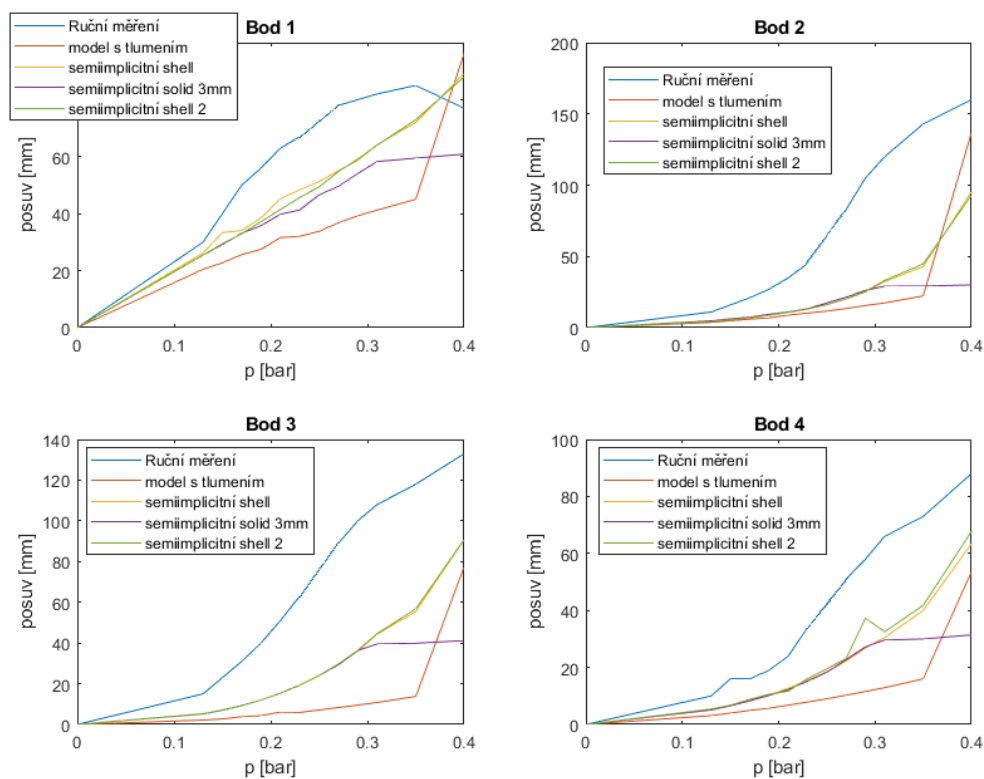 Bod 1
Ruční měření
model s tlumením
semiimplicitní shell
semiimplicitní solid 3mm
semiimplicitní shell 2
60
40
20
0
posuv [mm]
0 0.1 0.2 0.3 0.4
p [bar]
Bod 2
200
150
100
50
0
posuv [mm]
Ruční měření
model s tlumením
semiimplicitní shell
semiimplicitní solid 3mm
semiimplicitní shell 2
0 0.1 0.2 0.3 0.4
p [bar]
Bod 3
140
120
100
80
60
40
20
0
posuv [mm]
Ruční měření
model s tlumením
semiimplicitní shell
semiimplicitní solid 3mm
semiimplicitní shell 2
0 0.1 0.2 0.3 0.4
p [bar]
Bod 4
100
80
60
40
20
0
posuv [mm]
Ruční měření
model s tlumením
semiimplicitní shell
semiimplicitní solid 3mm
semiimplicitní shell 2
0 0.1 0.2 0.3 0.4
p [bar]